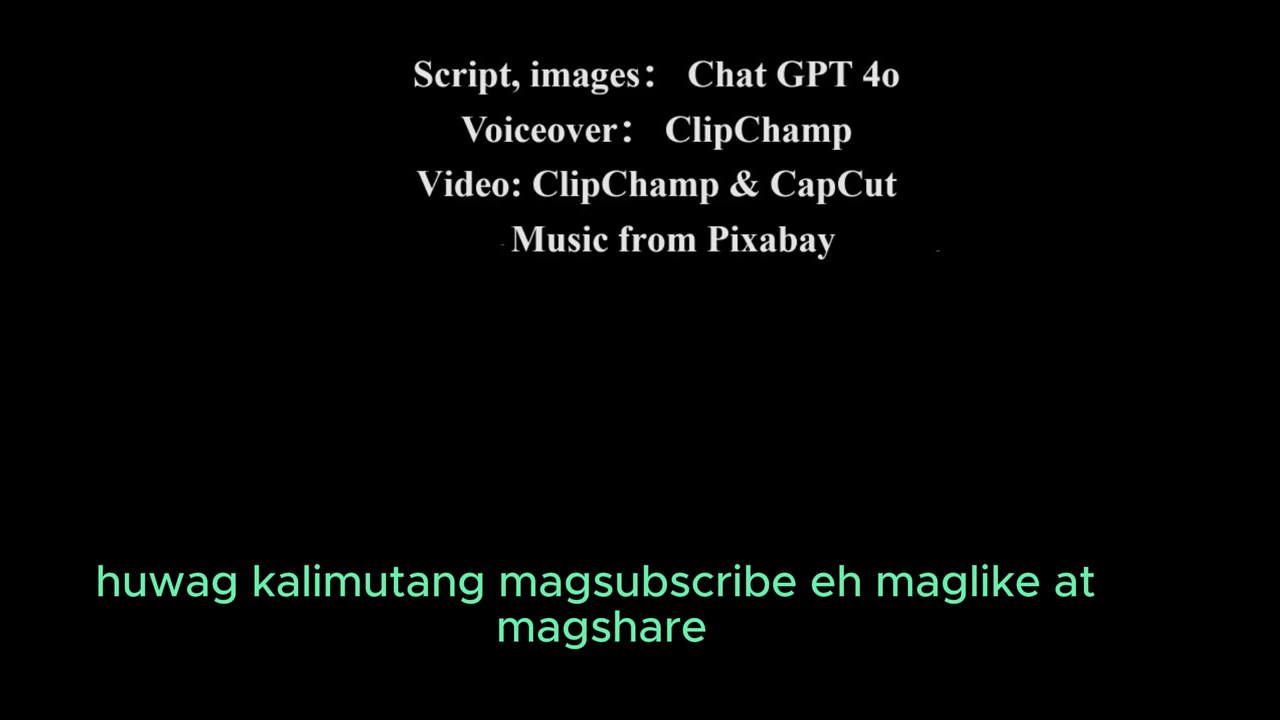 Script, images： Chat GPT 4o
Voiceover： ClipChamp
Video: ClipChamp & CapCut
Music from Pixabay
huwag kalimutang magsubscribe eh maglike at
magshare